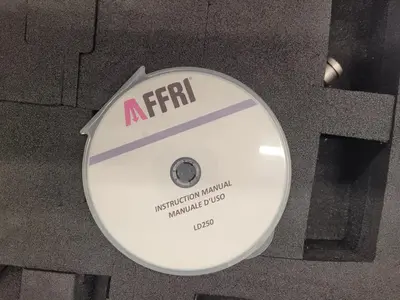 AFFRI®
INSTRUCTION MANUAL
MANUALE D'USO
LD250